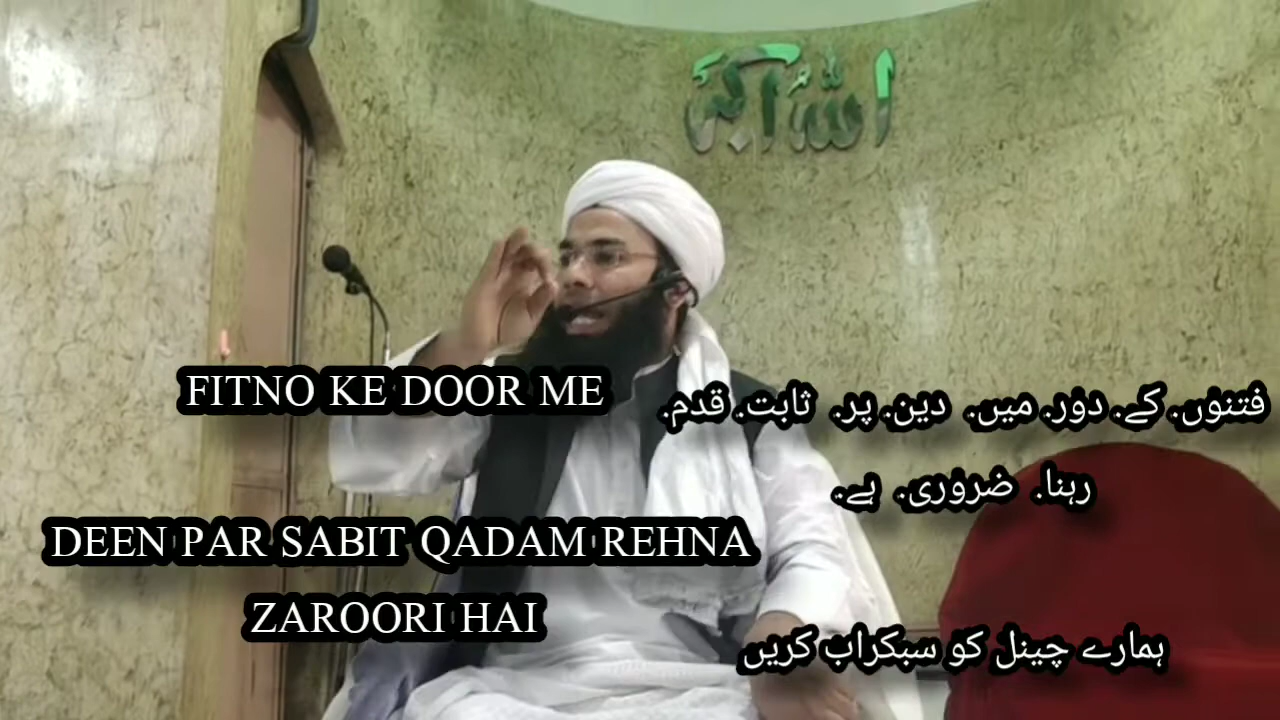 الله اکبر
FITNO KE DOOR ME
فتنوں. کے. دور. میں. دین. پر. ثابت. قدم.
رہنا. ضروری. ہے.
DEEN PAR SABIT QADAM REHNA
ZAROORI HAI
ہمارے چینل کو سبکراب کریں